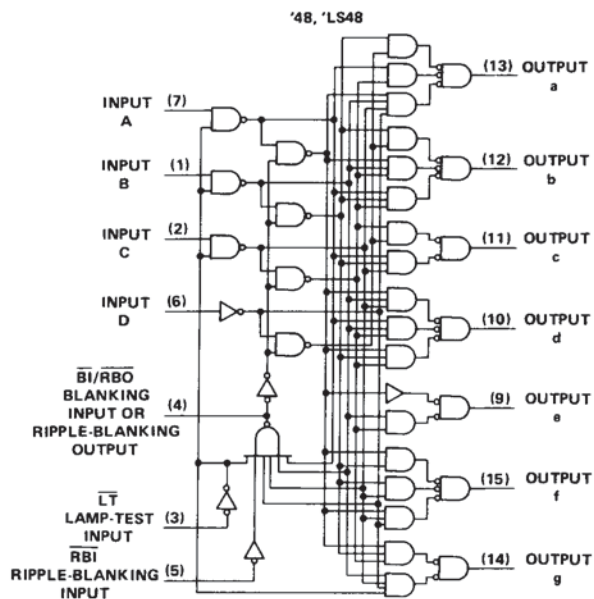 '48, 'LS48
(13) OUTPUT
a
INPUT (7)
A
(12) OUTPUT
b
INPUT (1)
B
INPUT (2)
C
(11) OUTPUT
c
INPUT (6)
D
(10) OUTPUT
d
BI/RBO
BLANKING
INPUT OR (4)
RIPPLE-BLANKING
OUTPUT
(9) OUTPUT
e
LT
LAMP-TEST
(3)
INPUT
(15) OUTPUT
f
RBI
RIPPLE-BLANKING (5)
INPUT
(14) OUTPUT
g